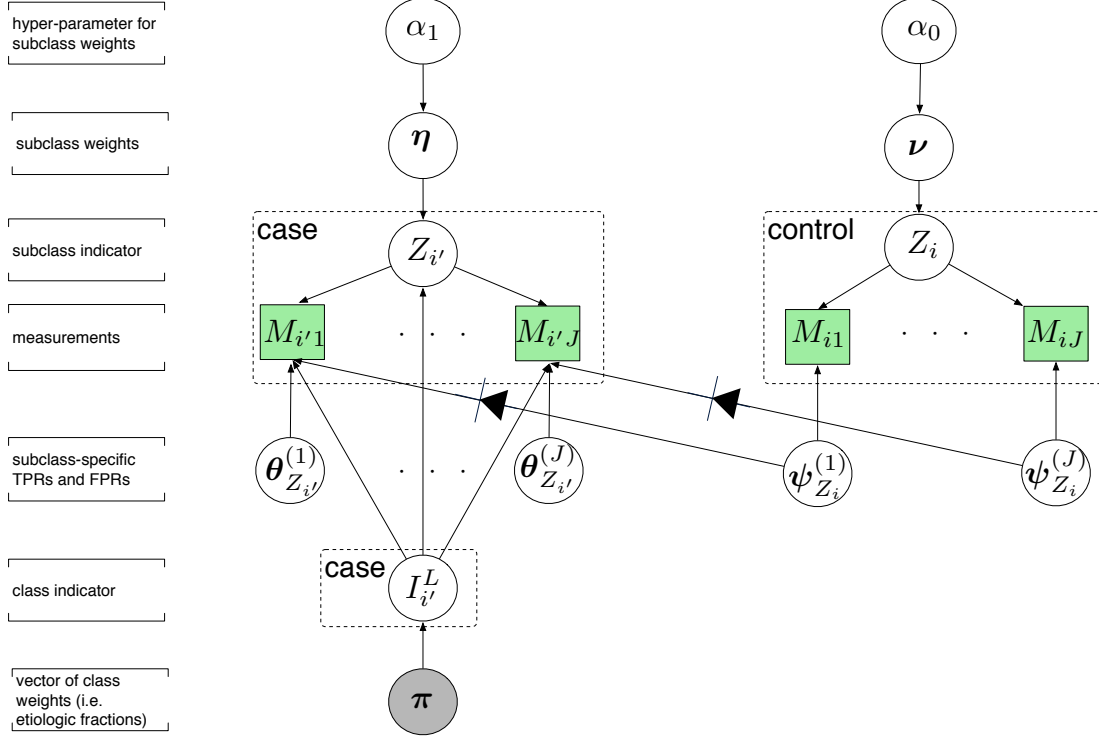 hyper-parameter for
subclass weights
α₁
α₀
subclass weights
η
ν
case
control
subclass indicator
Z_{i'}
Z_i
measurements
M_{i'1}
· · ·
M_{i'J}
M_{i1}
· · ·
M_{iJ}
subclass-specific
TPRs and FPRs
θ^{(1)}_{Z_{i'}}
· · ·
θ^{(J)}_{Z_{i'}}
ψ^{(1)}_{Z_i}
ψ^{(J)}_{Z_i}
case
class indicator
I^L_{i'}
vector of class
weights (i.e.
etiologic fractions)
π